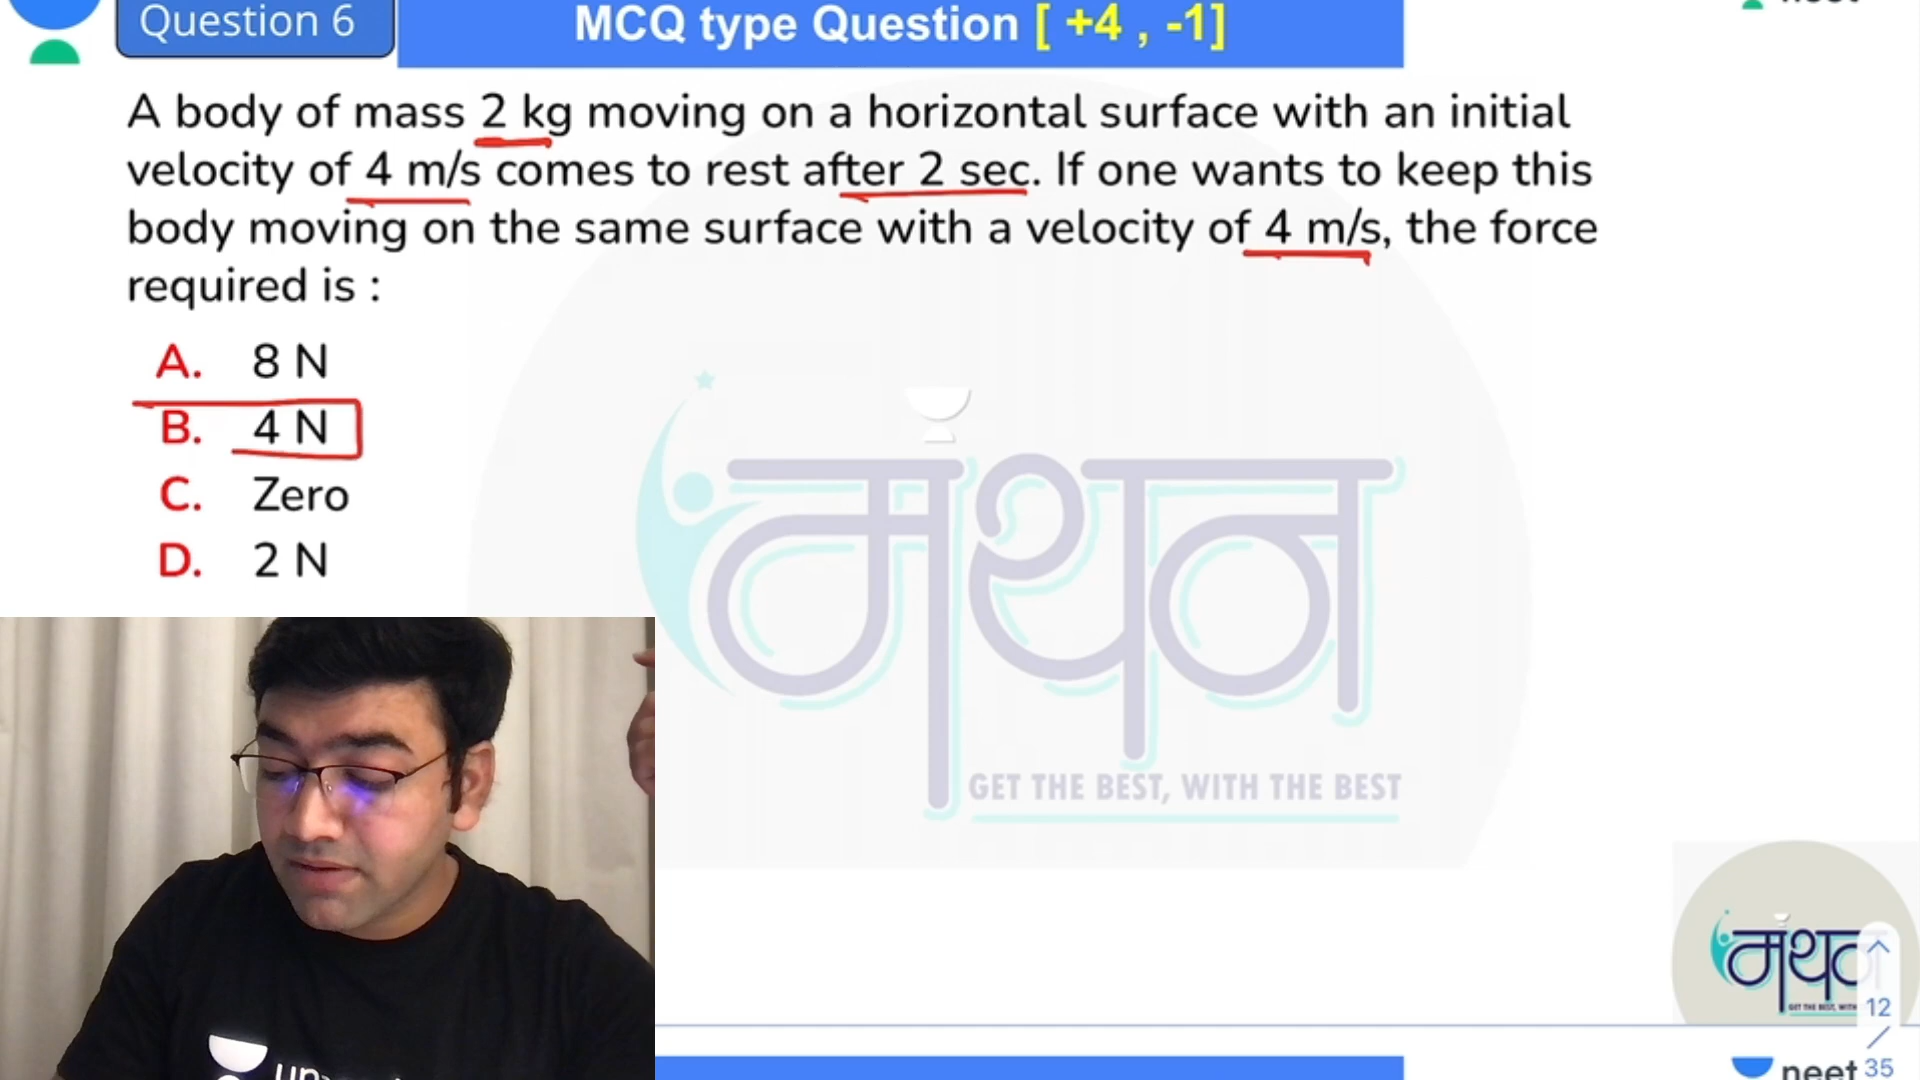 Question 6
MCQ type Question [ +4 , -1]
A body of mass 2 kg moving on a horizontal surface with an initial
velocity of 4 m/s comes to rest after 2 sec. If one wants to keep this
body moving on the same surface with a velocity of 4 m/s, the force
required is :
A. 8 N
B. 4 N
C. Zero
D. 2 N
मंथन
GET THE BEST, WITH THE BEST
12
neet
35